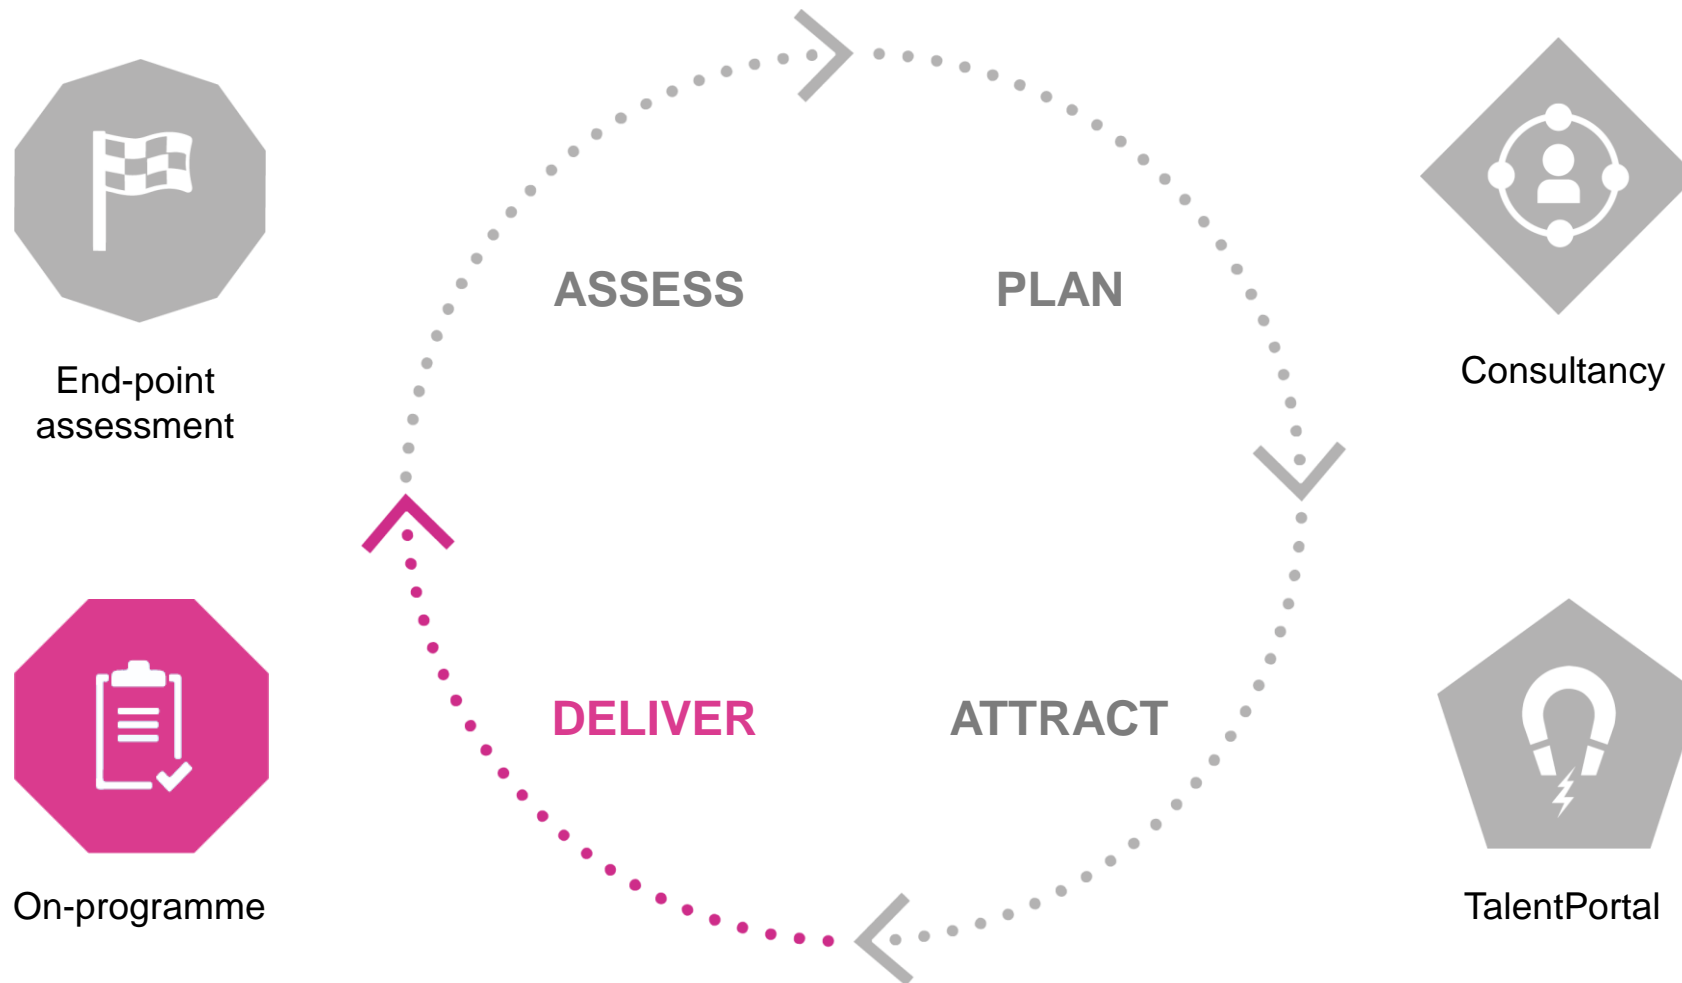 ASSESS
PLAN
End-point
assessment
Consultancy
DELIVER
ATTRACT
On-programme
TalentPortal